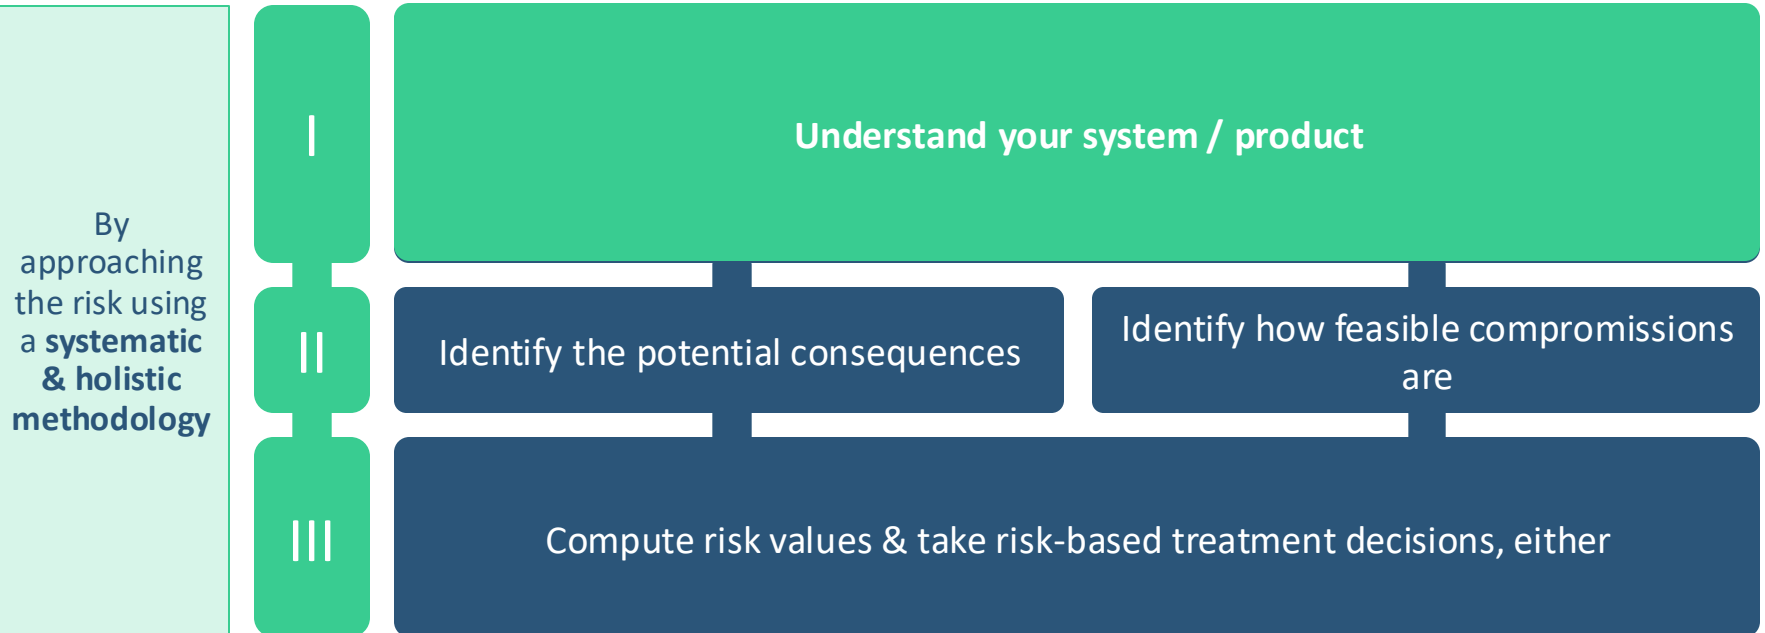 By
approaching
the risk using
a systematic
& holistic
methodology
I
Understand your system / product
II
Identify the potential consequences
Identify how feasible compromissions
are
III
Compute risk values & take risk-based treatment decisions, either